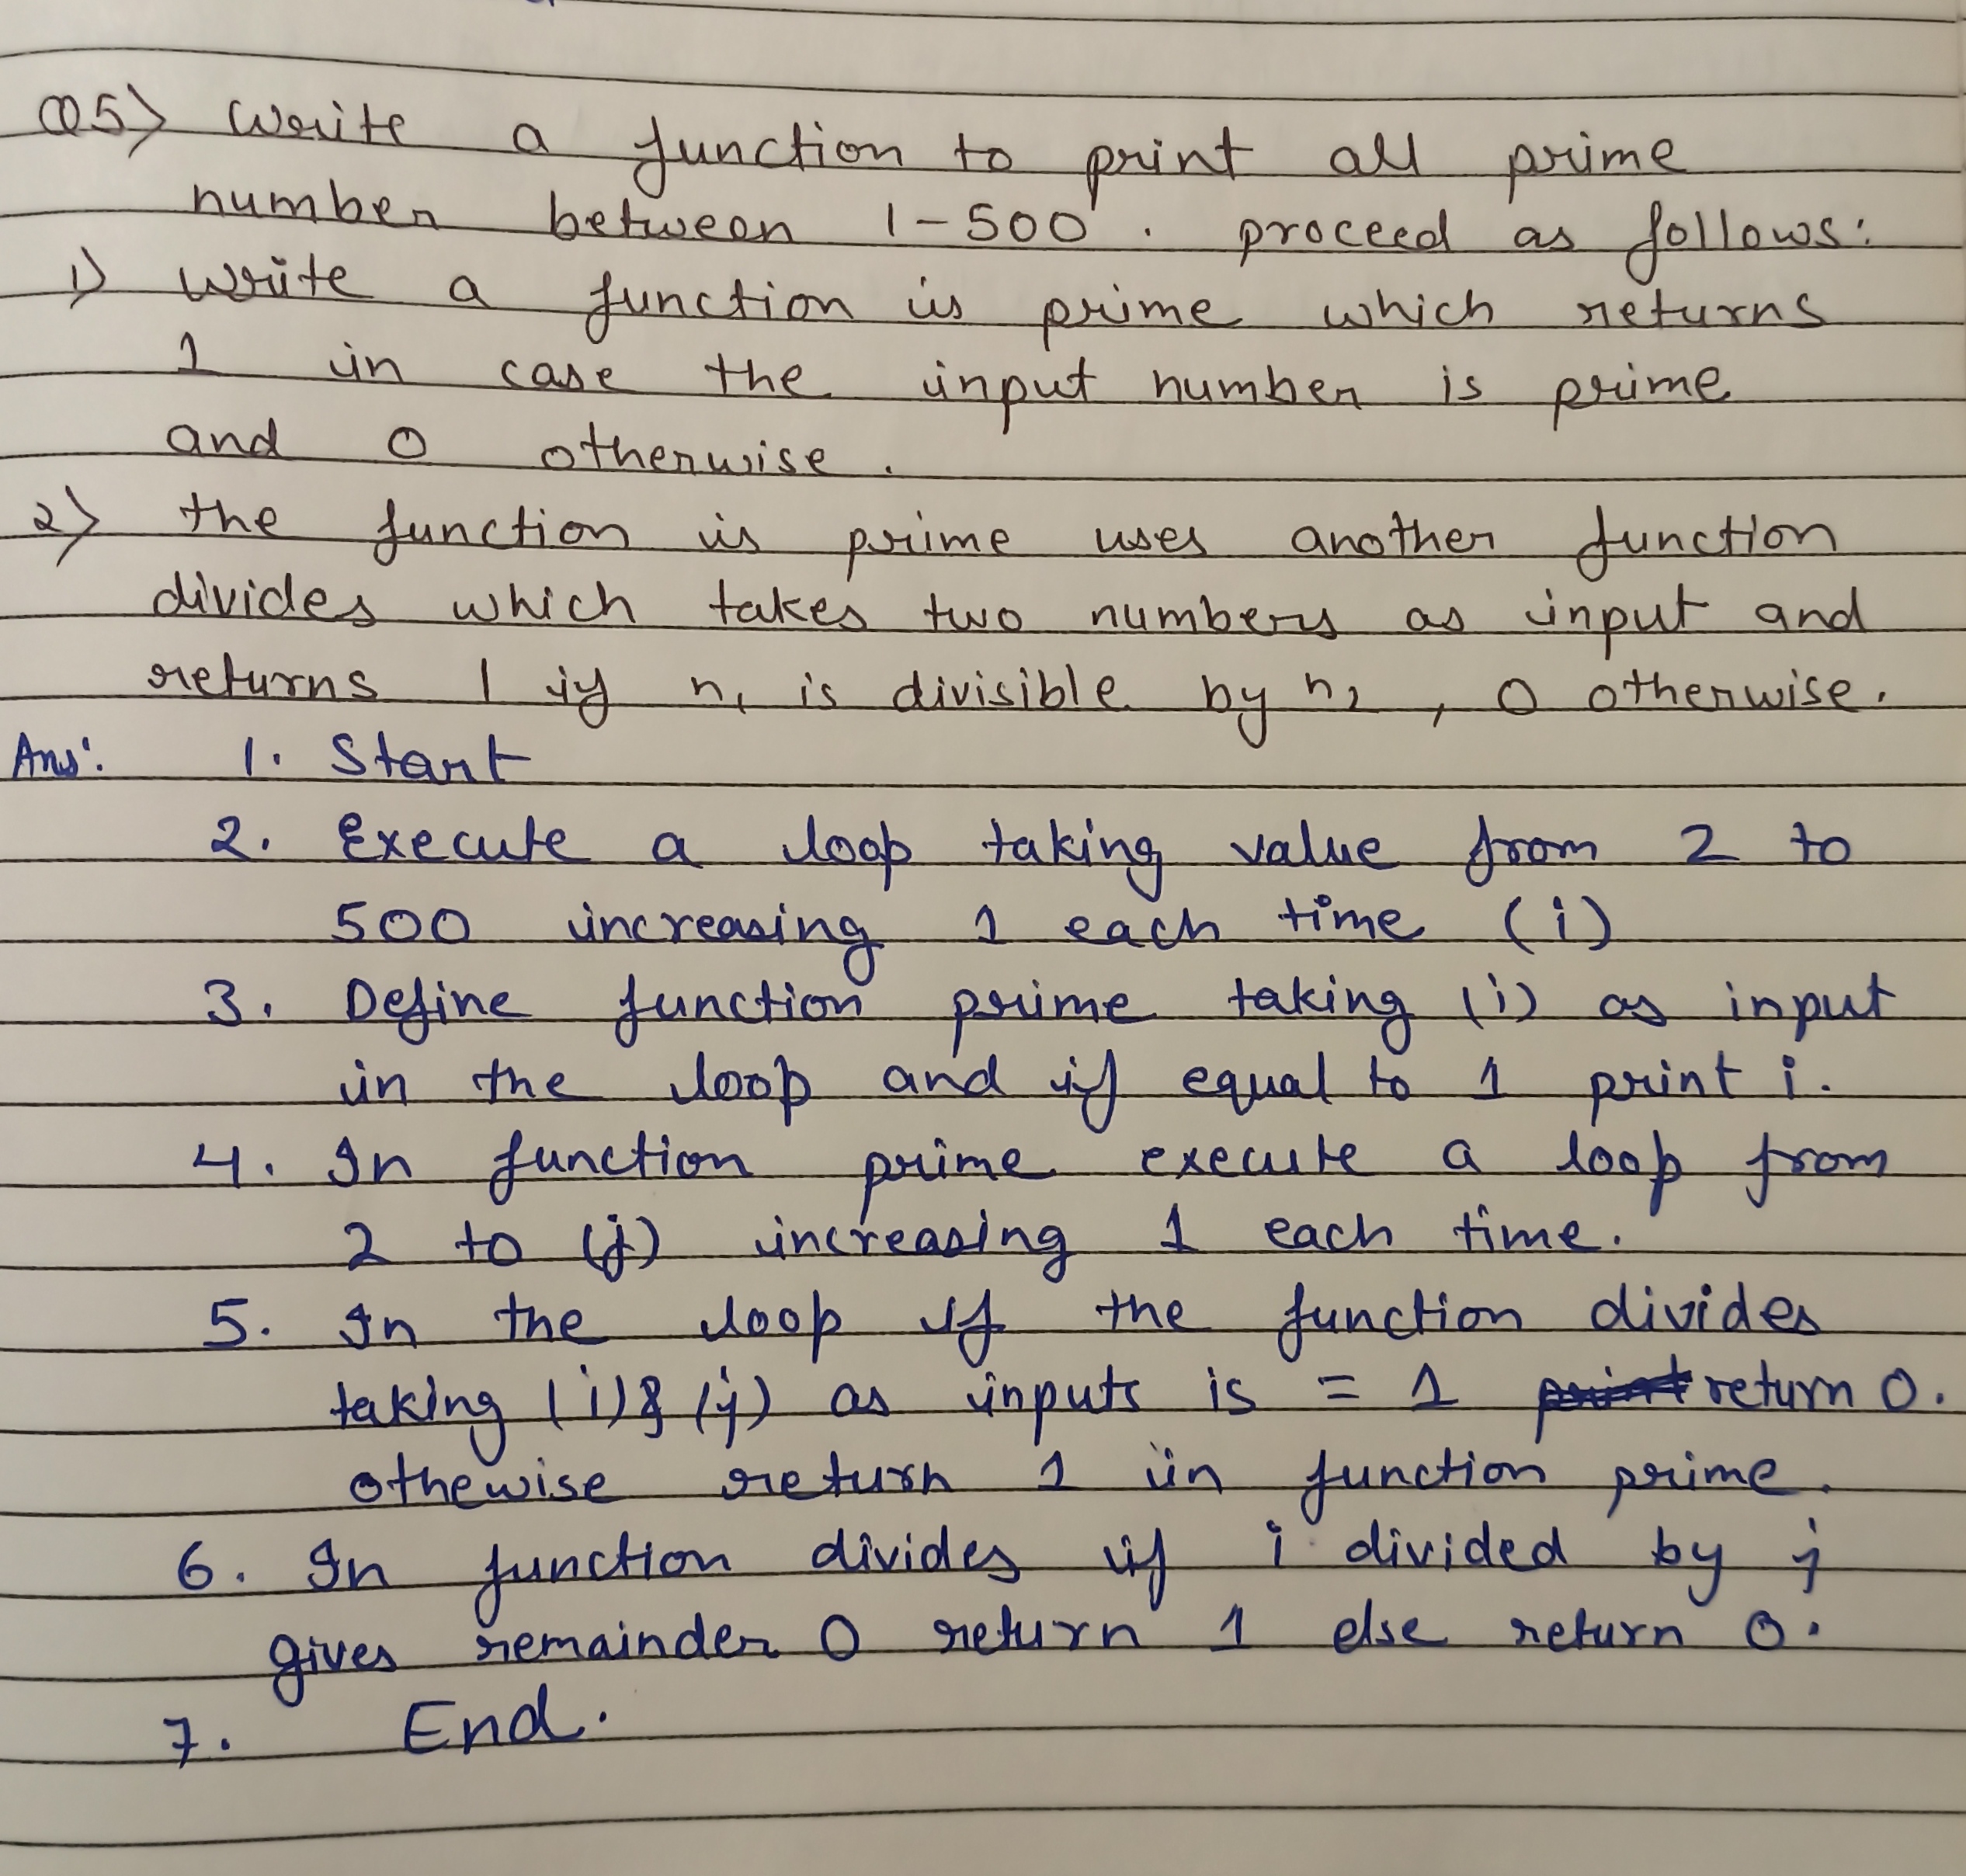 Q5> Write a function to print all prime
number between 1-500. proceed as follows:
1) write a function is prime which returns
1 in case the input number is prime
and 0 otherwise.
2> the function is prime uses another function
divides which takes two numbers as input and
returns 1 if n1 is divisible by n2, 0 otherwise.
Ans: 1. Start
2. Execute a loop taking value from 2 to
500 increasing 1 each time (i)
3. Define function prime taking (i) as input
in the loop and if equal to 1 print i.
4. In function prime execute a loop from
2 to (j) increasing 1 each time.
5. In the loop if the function divides
taking (i)& (j) as inputs is = 1 print return 0.
othewise return 1 in function prime.
6. In function divides if i divided by j
gives remainder 0 return 1 else return 0.
7. End.